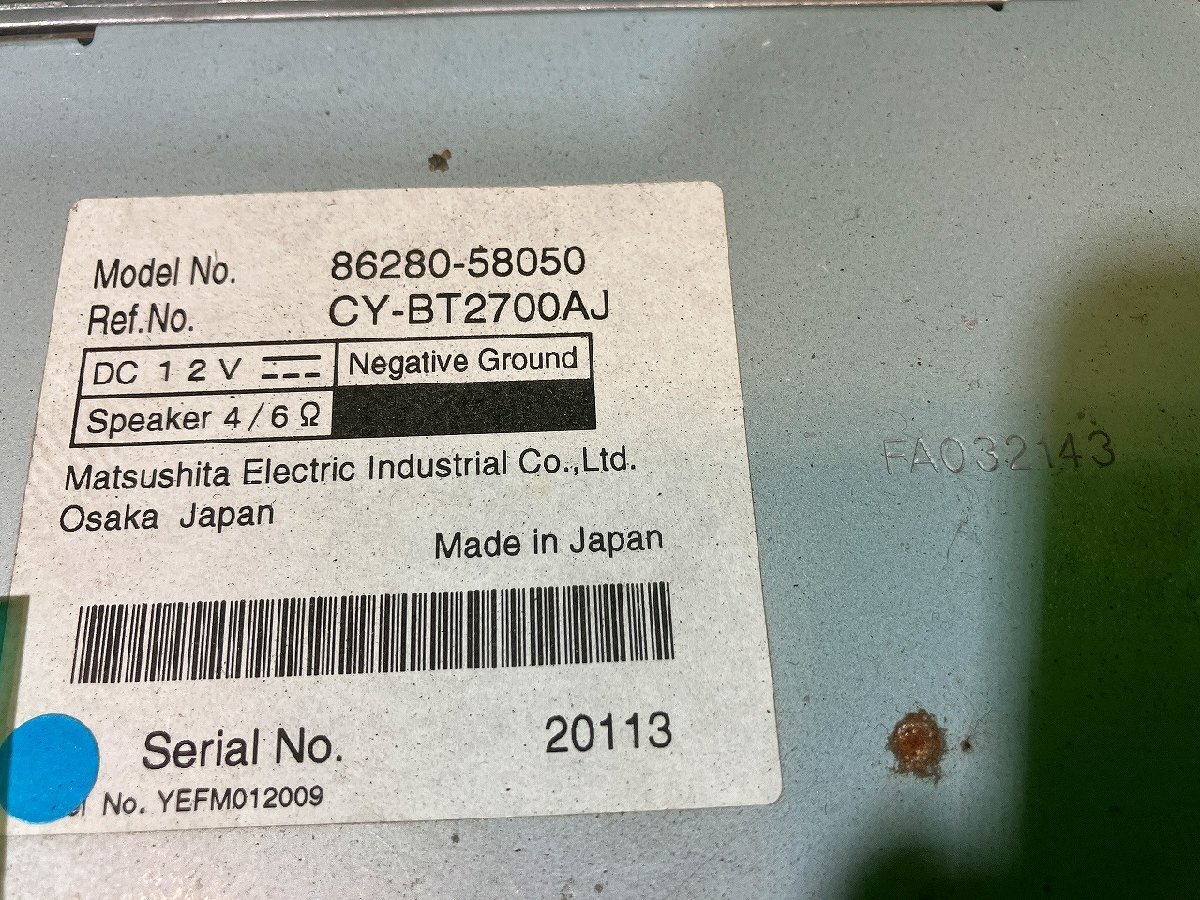 Model No. 86280-58050
Ref.No. CY-BT2700AJ
DC 12V Negative Ground
Speaker 4/6Ω
Matsushita Electric Industrial Co.,Ltd.
Osaka Japan
Made in Japan
FA032143
Serial No. 20113
No. YEFM012009